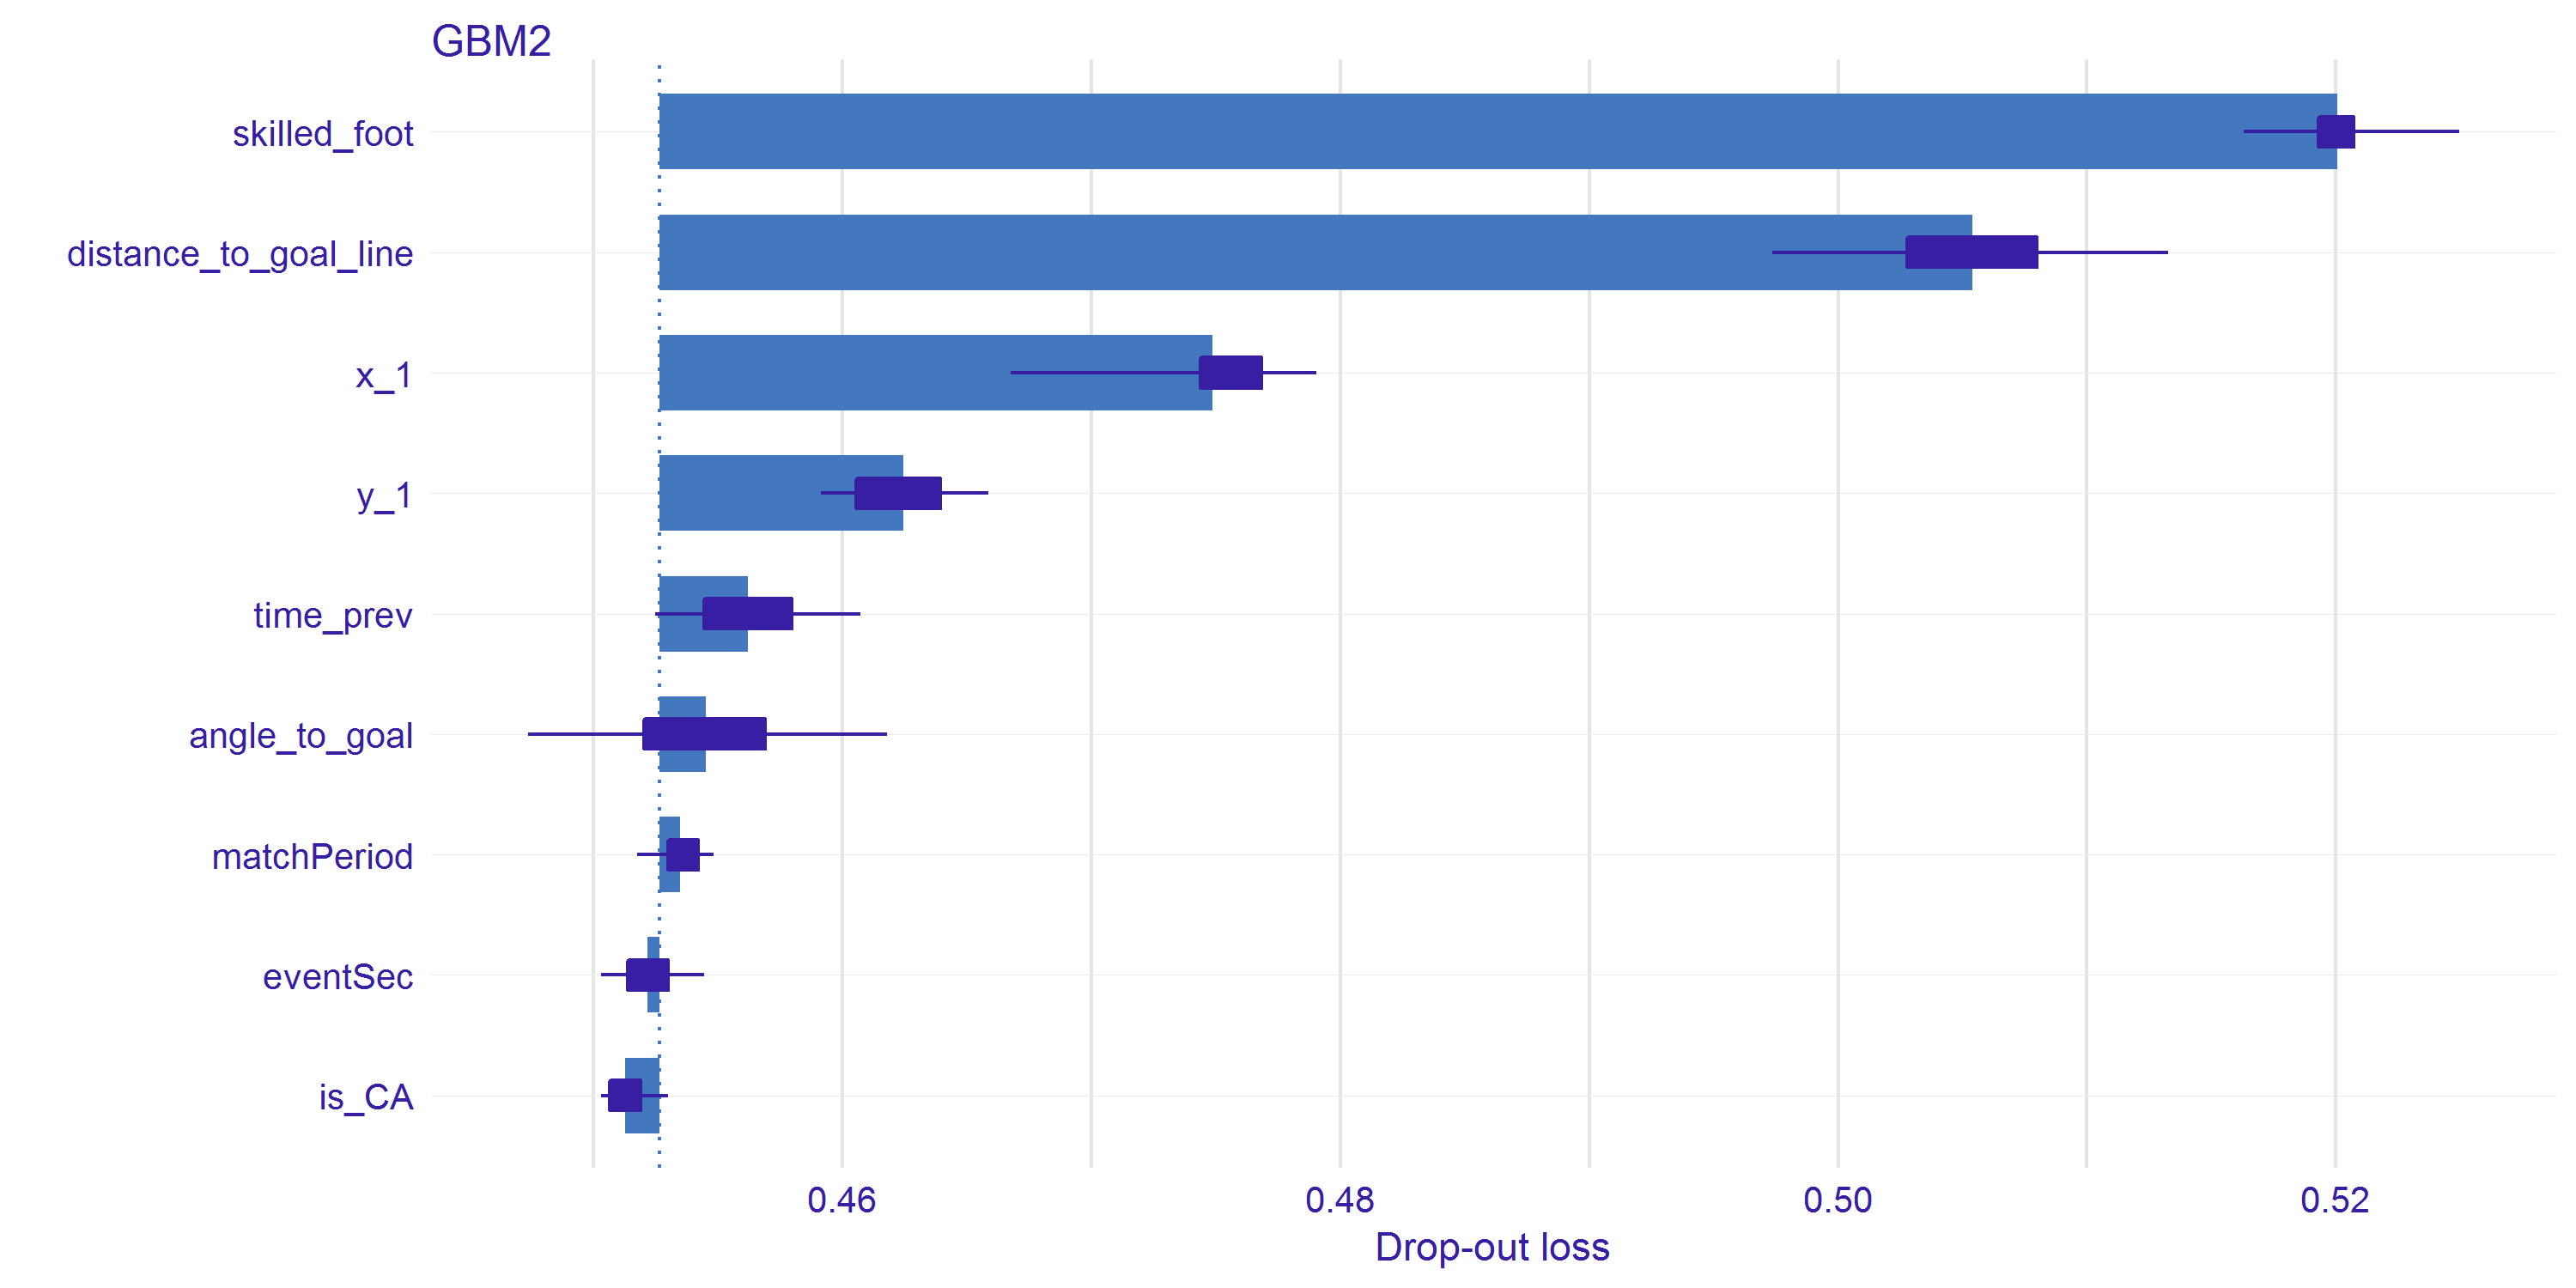 GBM2
skilled_foot
distance_to_goal_line
x_1
y_1
time_prev
angle_to_goal
matchPeriod
eventSec
is_CA
0.46 0.48 0.50 0.52
Drop-out loss